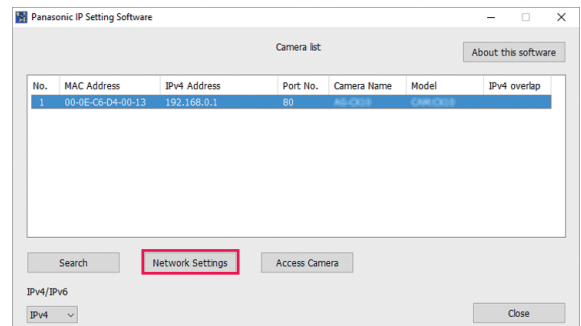 Panasonic IP Setting Software
Camera list
About this software
No. MAC Address IPv4 Address Port No. Camera Name Model IPv4 overlap
1 00-0E-C6-D4-00-13 192.168.0.1 80
Search Network Settings Access Camera
IPv4/IPv6
IPv4 Close